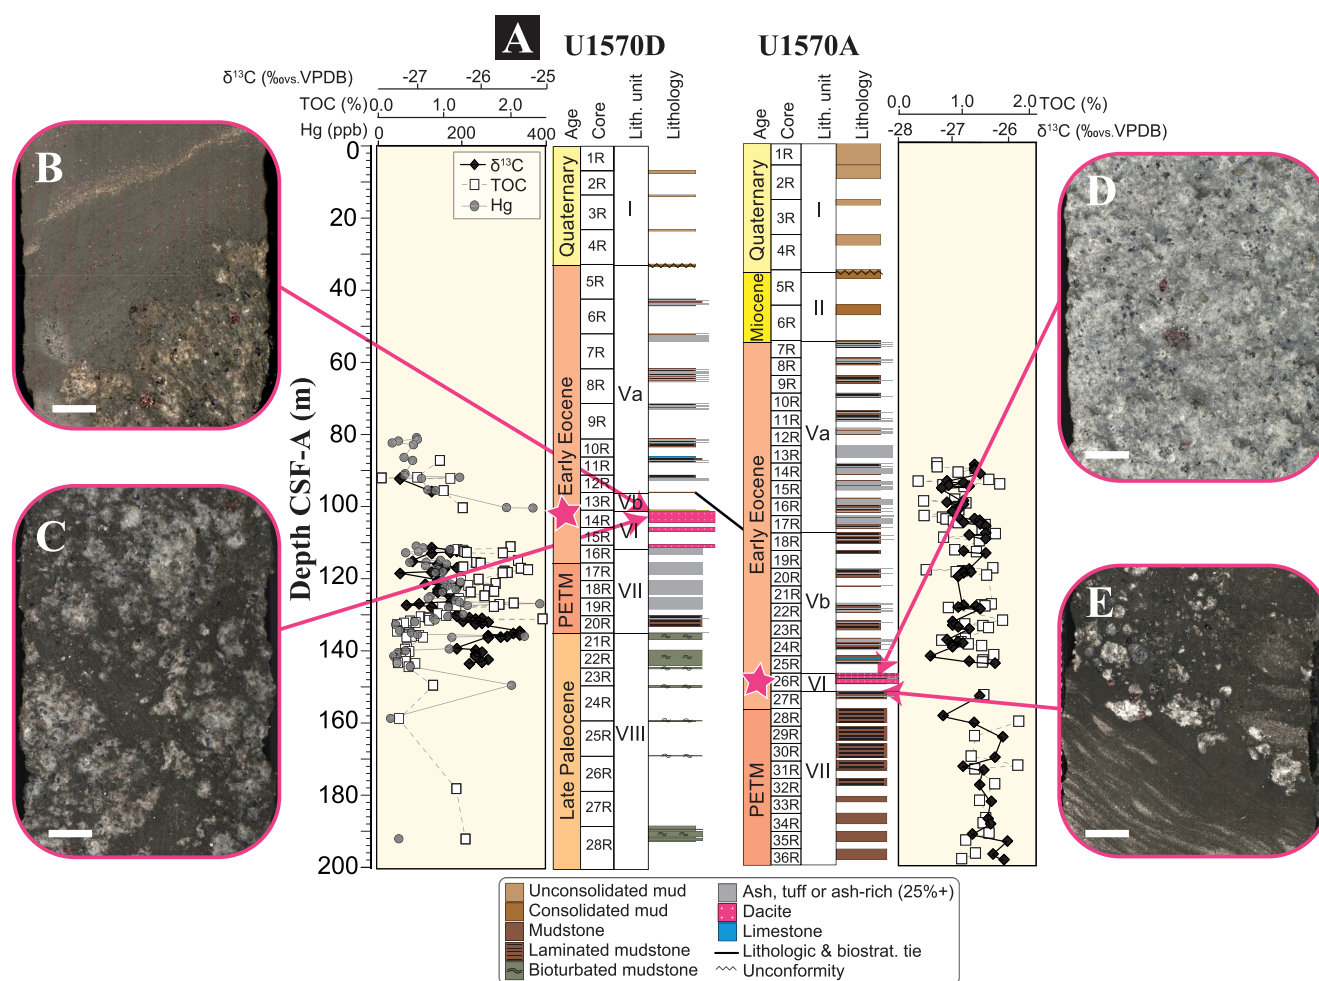 A
U1570D
U1570A
δ¹³C (‰vs.VPDB)
-27 -26 -25
TOC (%) 0.0 1.0 2.0
Hg (ppb) 0 200 400
Age
Core
Lith. unit
Lithology
Age
Core
Lith. unit
Lithology
0.0 1.0 2.0 TOC (%)
-28 -27 -26 δ¹³C (‰vs.VPDB)
B
C
D
E
Depth CSF-A (m)
0
20
40
60
80
100
120
140
160
180
200
δ¹³C
TOC
Hg
Quaternary
Early Eocene
PETM
Late Paleocene
1R
2R
3R
4R
5R
6R
7R
8R
9R
10R
11R
12R
13R
14R
15R
16R
17R
18R
19R
20R
21R
22R
23R
24R
25R
26R
27R
28R
I
Va
Vb
VI
VII
VIII
Quaternary
Miocene
Early Eocene
PETM
1R
2R
3R
4R
5R
6R
7R
8R
9R
10R
11R
12R
13R
14R
15R
16R
17R
18R
19R
20R
21R
22R
23R
24R
25R
26R
27R
28R
29R
30R
31R
32R
33R
34R
35R
36R
I
II
Va
Vb
VI
VII
Unconsolidated mud
Consolidated mud
Mudstone
Laminated mudstone
Bioturbated mudstone
Ash, tuff or ash-rich (25%+)
Dacite
Limestone
Lithologic & biostrat. tie
Unconformity